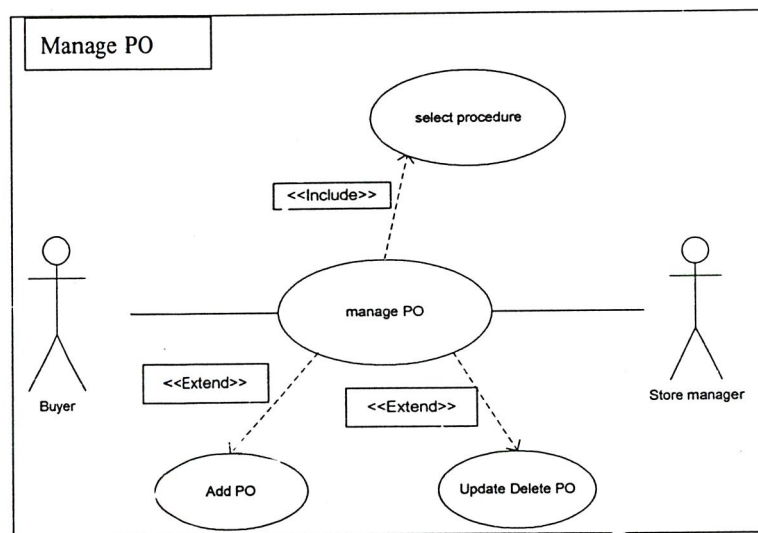 Manage PO
select procedure
<<Include>>
manage PO
<<Extend>>
<<Extend>>
Buyer
Store manager
Add PO
Update Delete PO